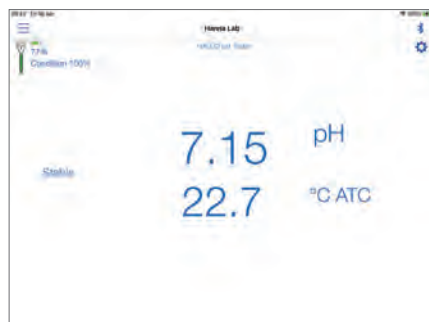 Hanna Lab
77%
Condition 100%
7.15 pH
Stable
22.7 °C ATC